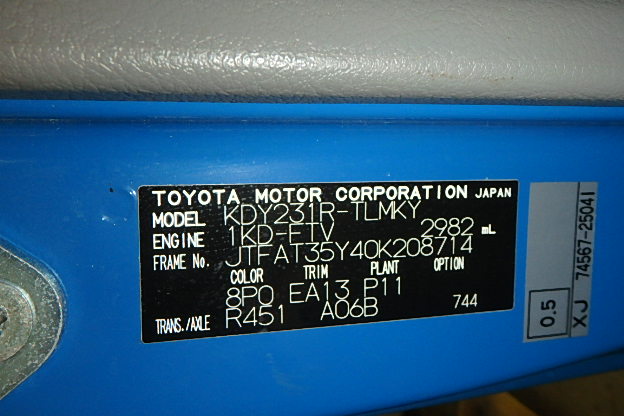 TOYOTA MOTOR CORPORATION JAPAN
MODEL KDY231R-TLMKY
ENGINE 1KD-FTV 2982 mL
FRAME No. JTFAT35Y40K208714
COLOR TRIM PLANT OPTION
8P0 EA13 P11
TRANS./AXLE R451 A06B 744
0.5
XJ 74567-25041